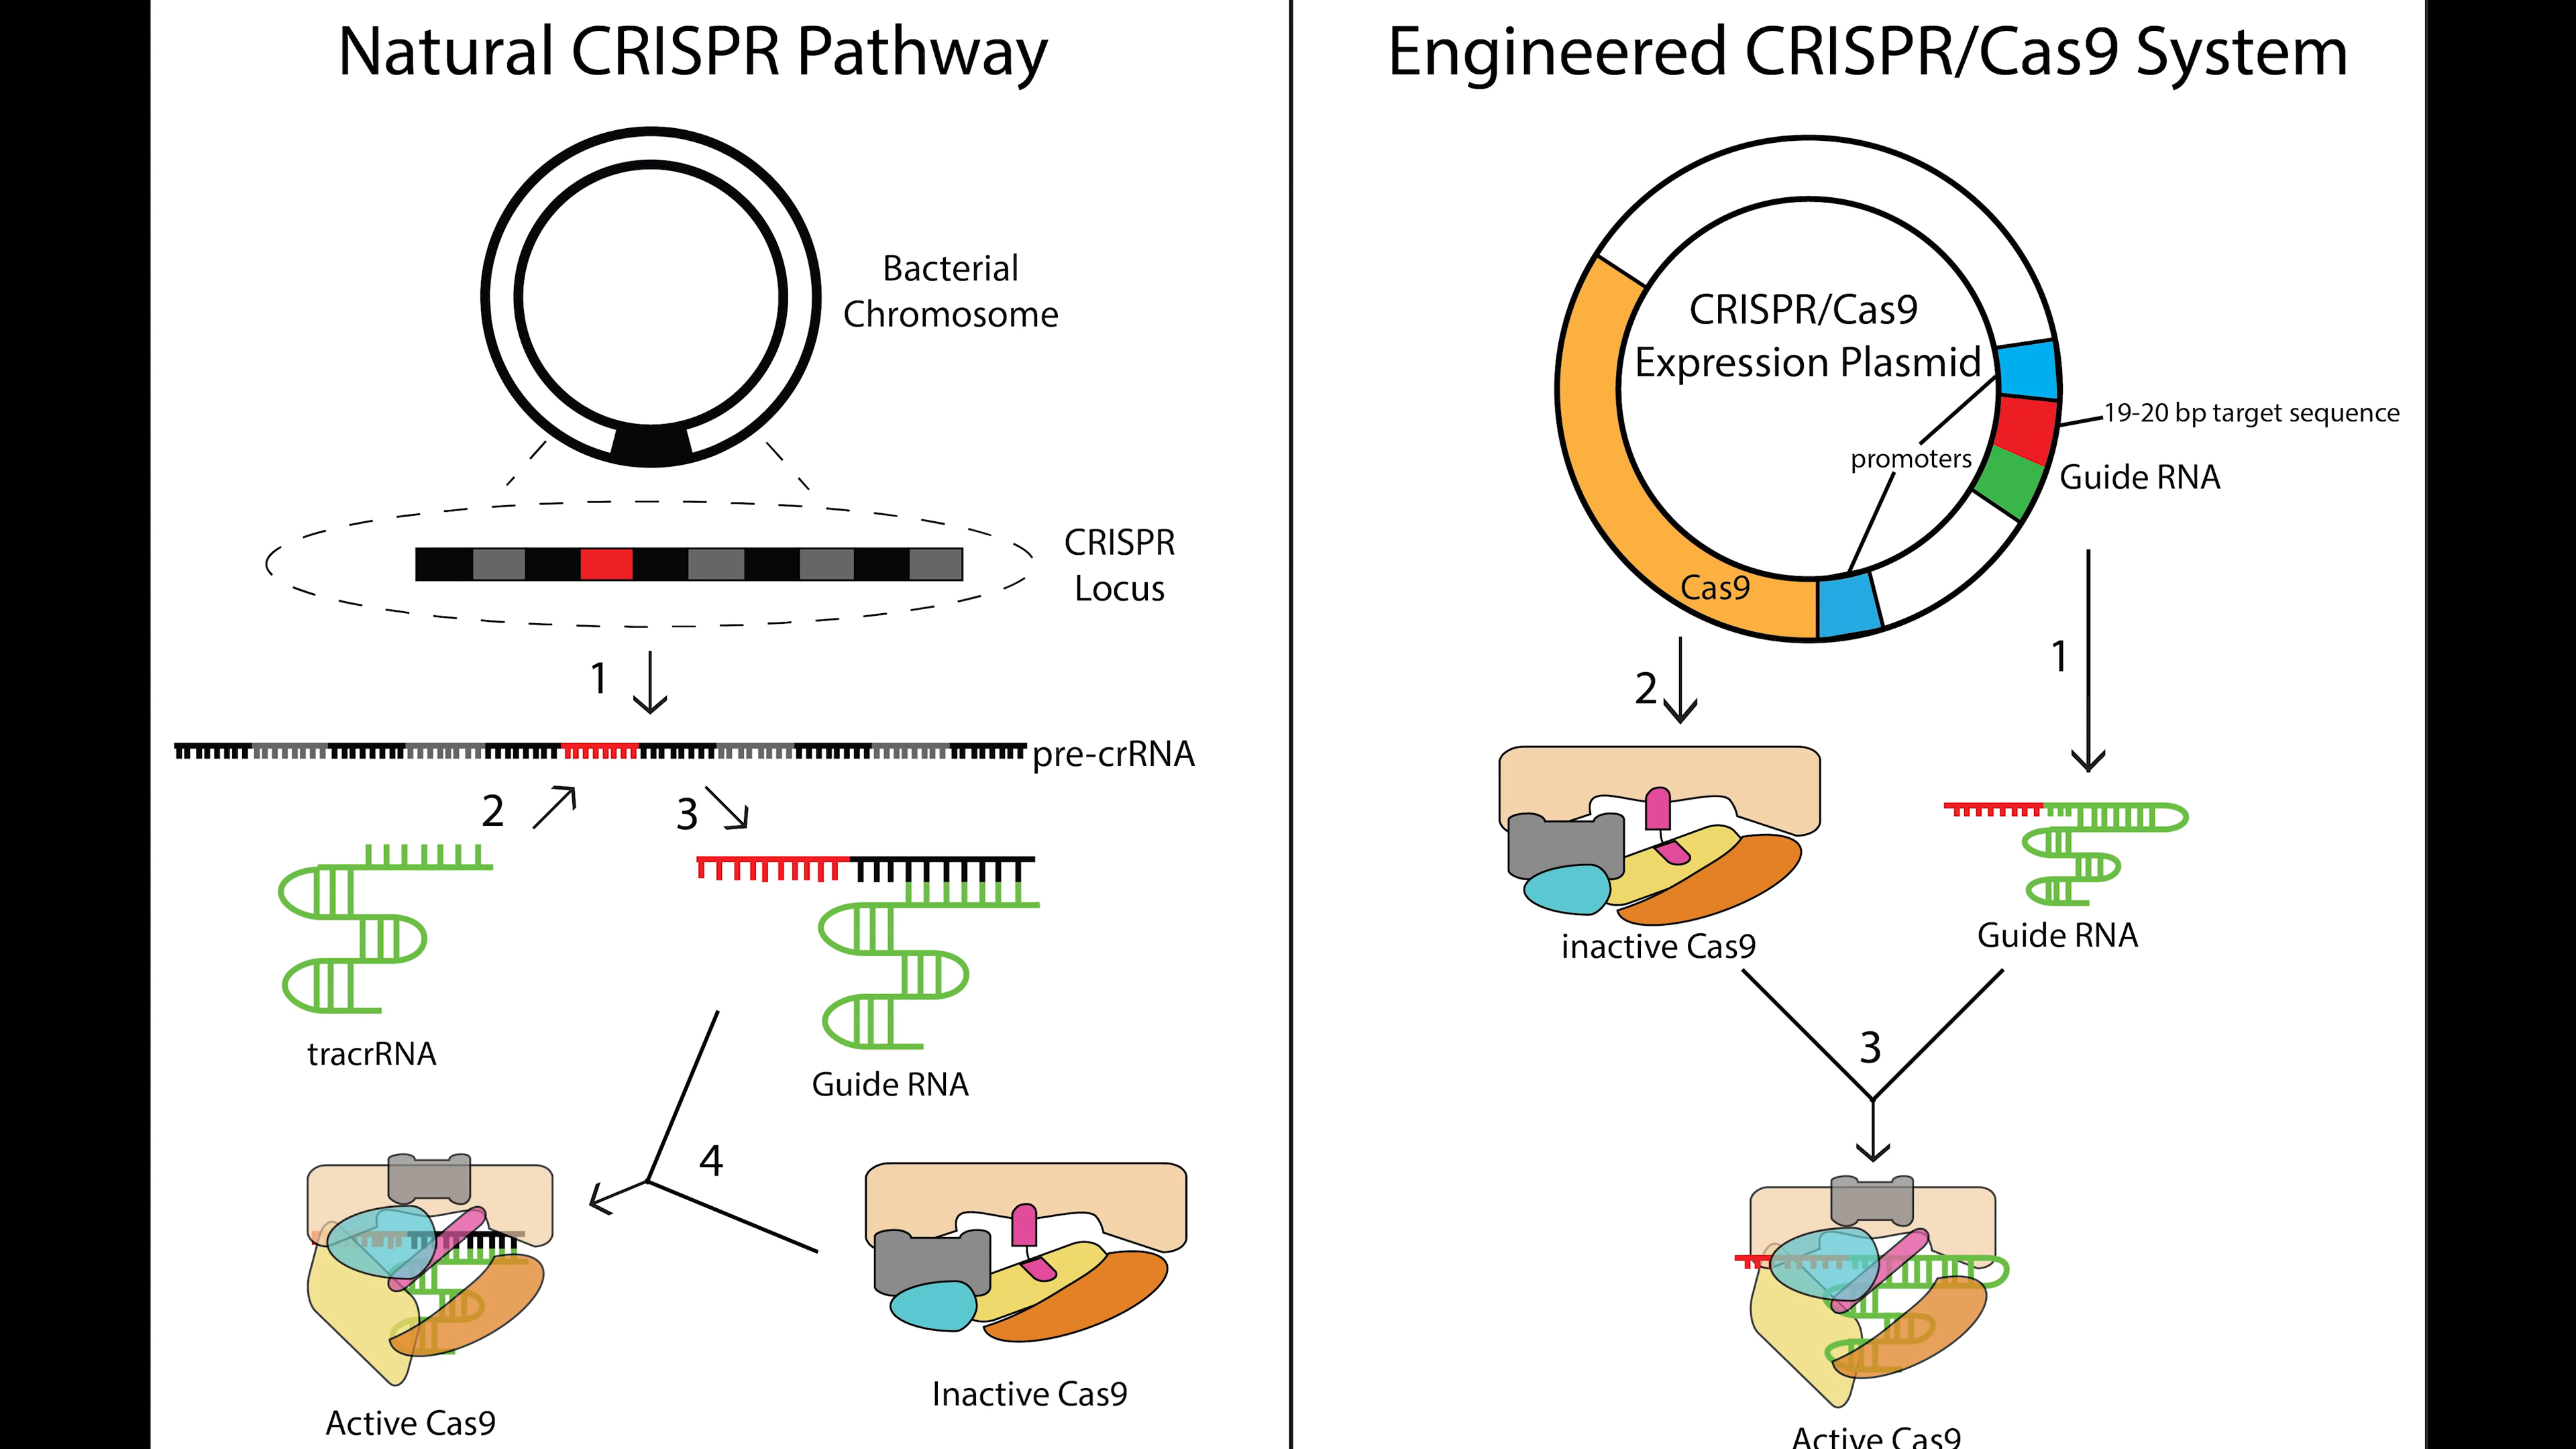 Natural CRISPR Pathway
Bacterial
Chromosome
CRISPR
Locus
1
pre-crRNA
2
3
tracrRNA
Guide RNA
4
Active Cas9
Inactive Cas9
Engineered CRISPR/Cas9 System
CRISPR/Cas9
Expression Plasmid
19-20 bp target sequence
promoters
Guide RNA
Cas9
1
2
inactive Cas9
Guide RNA
3
Active Cas9